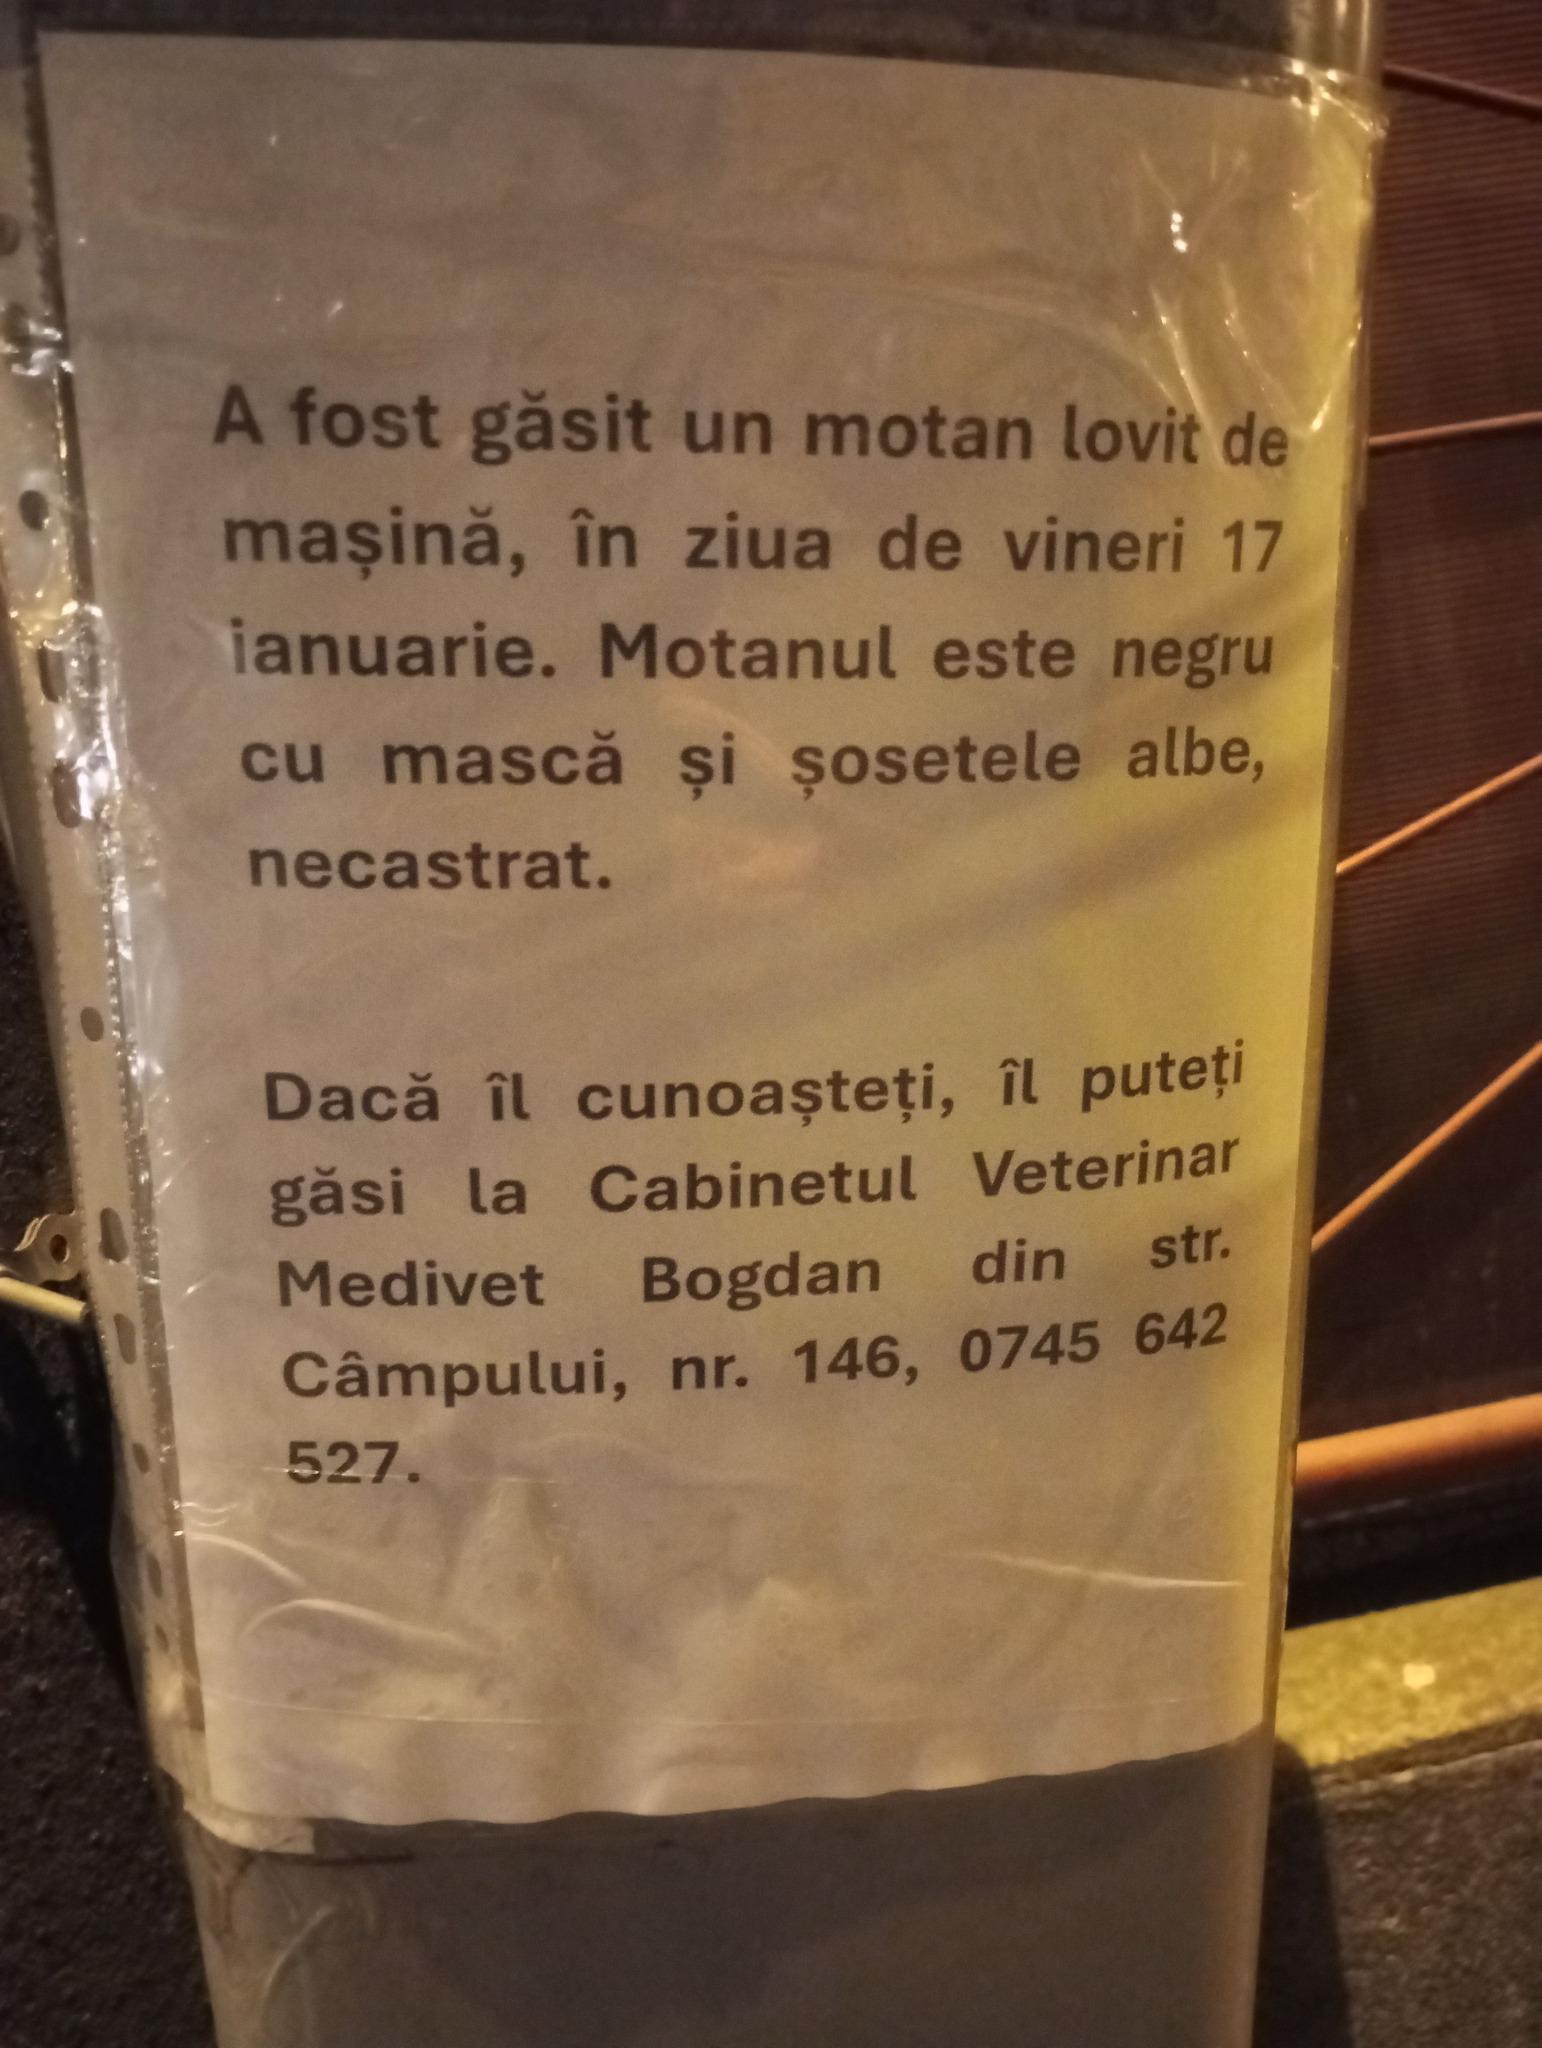 A fost găsit un motan lovit de
mașină, în ziua de vineri 17
ianuarie. Motanul este negru
cu mască și șosetele albe,
necastrat.
Dacă îl cunoașteți, îl puteți
găsi la Cabinetul Veterinar
Medivet Bogdan din str.
Câmpului, nr. 146, 0745 642
527.